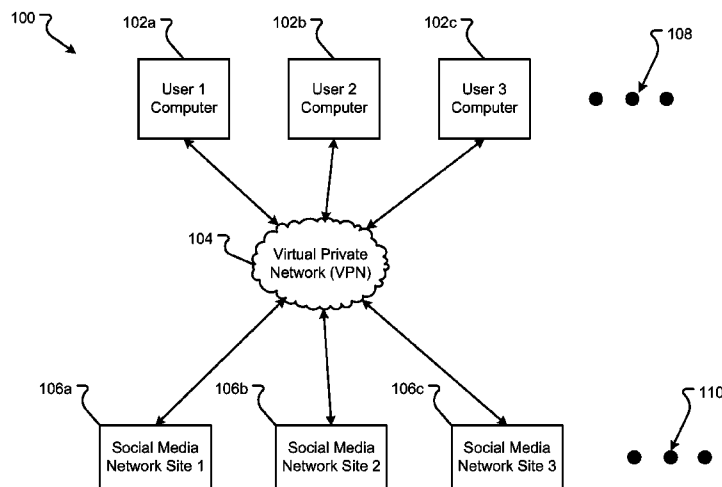 100
102a
102b
102c
108
User 1
Computer
User 2
Computer
User 3
Computer
104
Virtual Private
Network (VPN)
106a
106b
106c
110
Social Media
Network Site 1
Social Media
Network Site 2
Social Media
Network Site 3